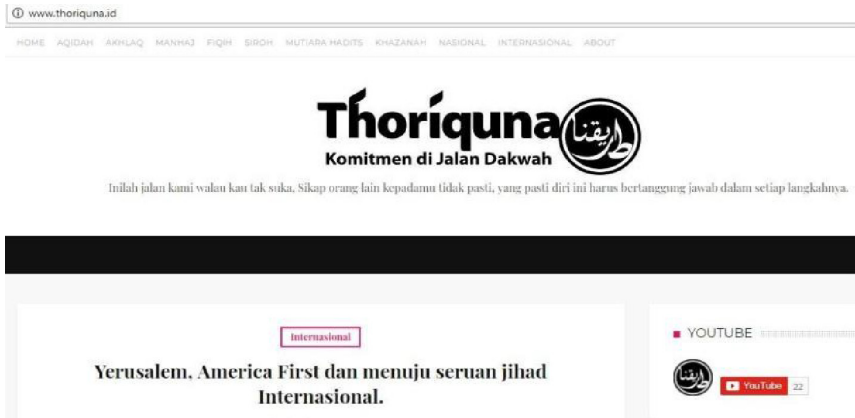 www.thoriquna.id
HOME AQIDAH AKHLAQ MANHAJ FIQIH SIROH MUTIARA HADITS KHAZANAH NASIONAL INTERNASIONAL ABOUT
Thoriquna طريقنا
Komitmen di Jalan Dakwah
Inilah jalan kami walau kau tak suka, Sikap orang lain kepadamu tidak pasti, yang pasti diri ini harus bertanggung jawab dalam setiap langkahnya.
Internasional
Yerusalem, America First dan menuju seruan jihad
Internasional.
YOUTUBE
طريقنا
YouTube 22